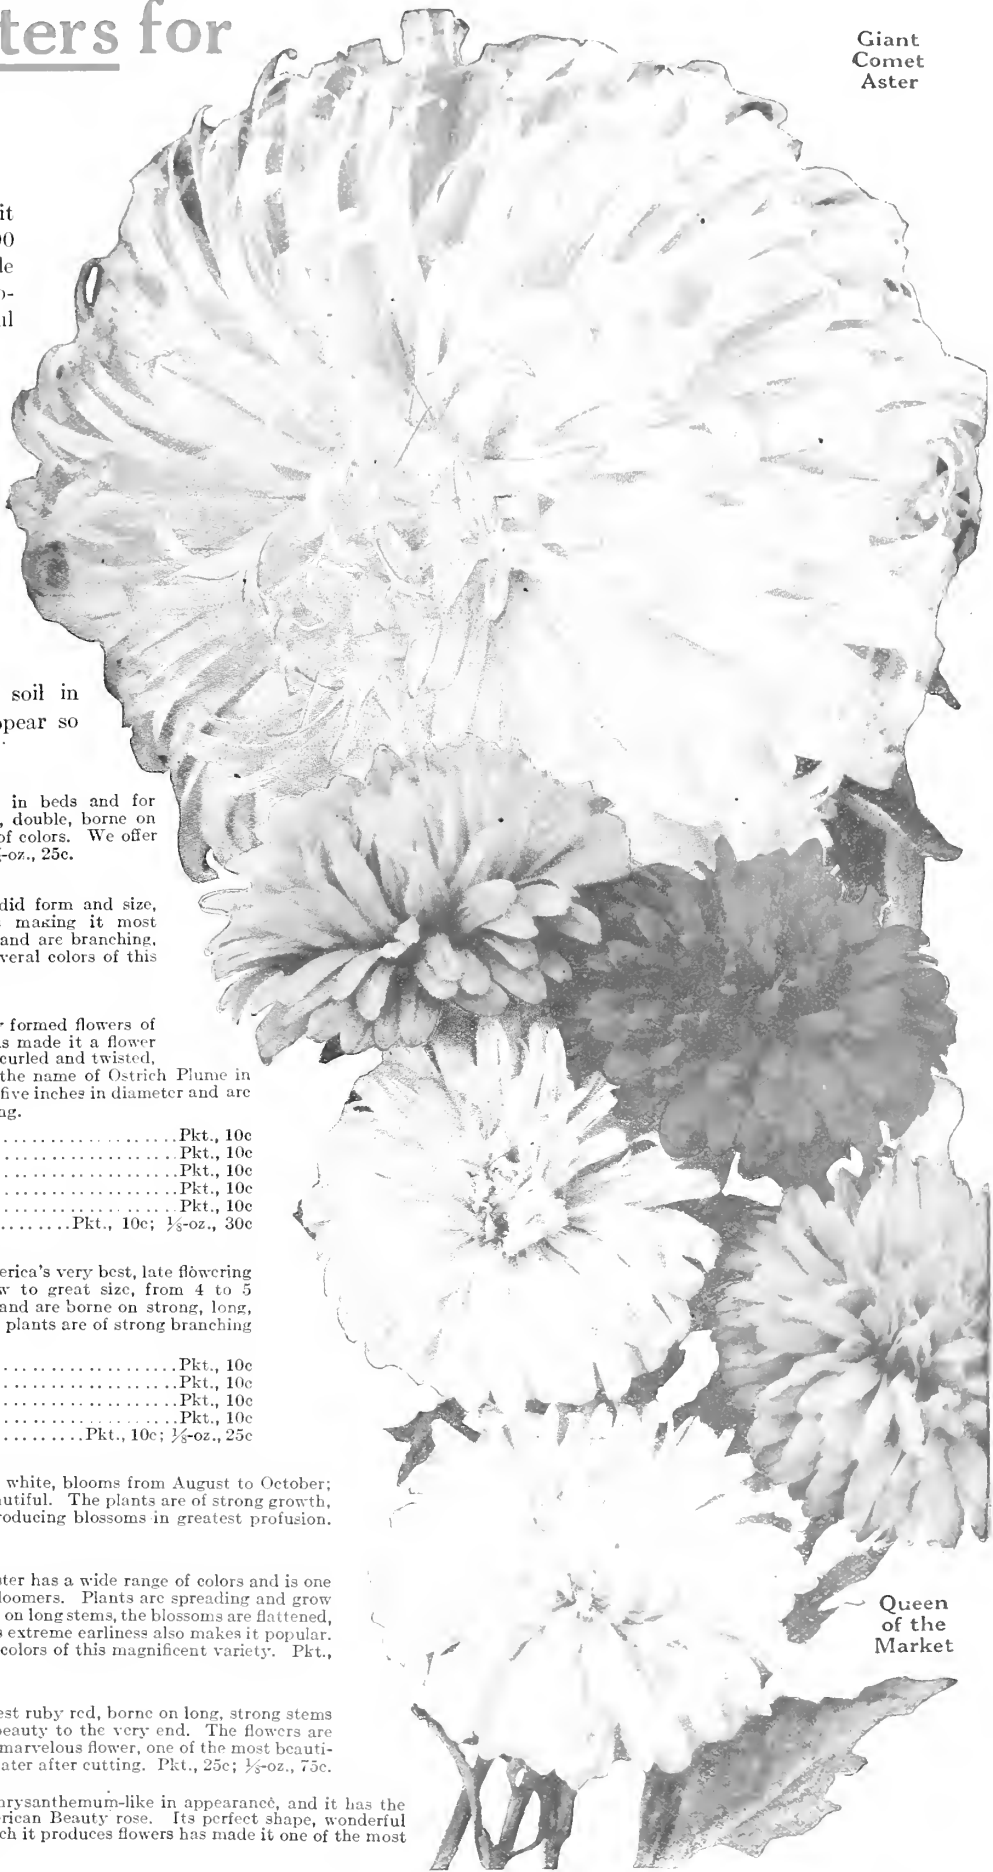 ters for
Giant
Comet
Aster
it
00
le
o-
ul
soil in
ppear so
in beds and for
, double, borne on
of colors. We offer
-oz., 25c.
did form and size,
making it most
and are branching,
veral colors of this
formed flowers of
s made it a flower
curled and twisted,
the name of Ostrich Plume in
five inches in diameter and are
ng.
....................Pkt., 10c
....................Pkt., 10c
....................Pkt., 10c
....................Pkt., 10c
....................Pkt., 10c
.........Pkt., 10c; ⅛-oz., 30c
erica's very best, late flowering
w to great size, from 4 to 5
and are borne on strong, long,
plants are of strong branching
....................Pkt., 10c
....................Pkt., 10c
....................Pkt., 10c
....................Pkt., 10c
..........Pkt., 10c; ⅛-oz., 25c
white, blooms from August to October;
utiful. The plants are of strong growth,
roducing blossoms in greatest profusion.
ter has a wide range of colors and is one
loomers. Plants are spreading and grow
on long stems, the blossoms are flattened,
s extreme earliness also makes it popular.
colors of this magnificent variety. Pkt.,
Queen
of the
Market
est ruby red, borne on long, strong stems
beauty to the very end. The flowers are
marvelous flower, one of the most beauti-
ater after cutting. Pkt., 25c; ⅛-oz., 75c.
hrysanthemum-like in appearance, and it has the
rican Beauty rose. Its perfect shape, wonderful
ch it produces flowers has made it one of the most